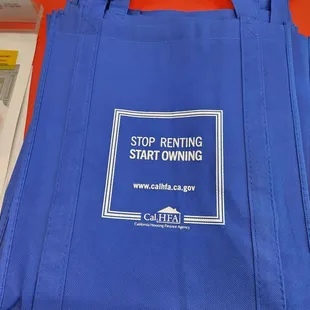 STOP RENTING
START OWNING
www.calhfa.ca.gov
CalHFA
California Housing Finance Agency